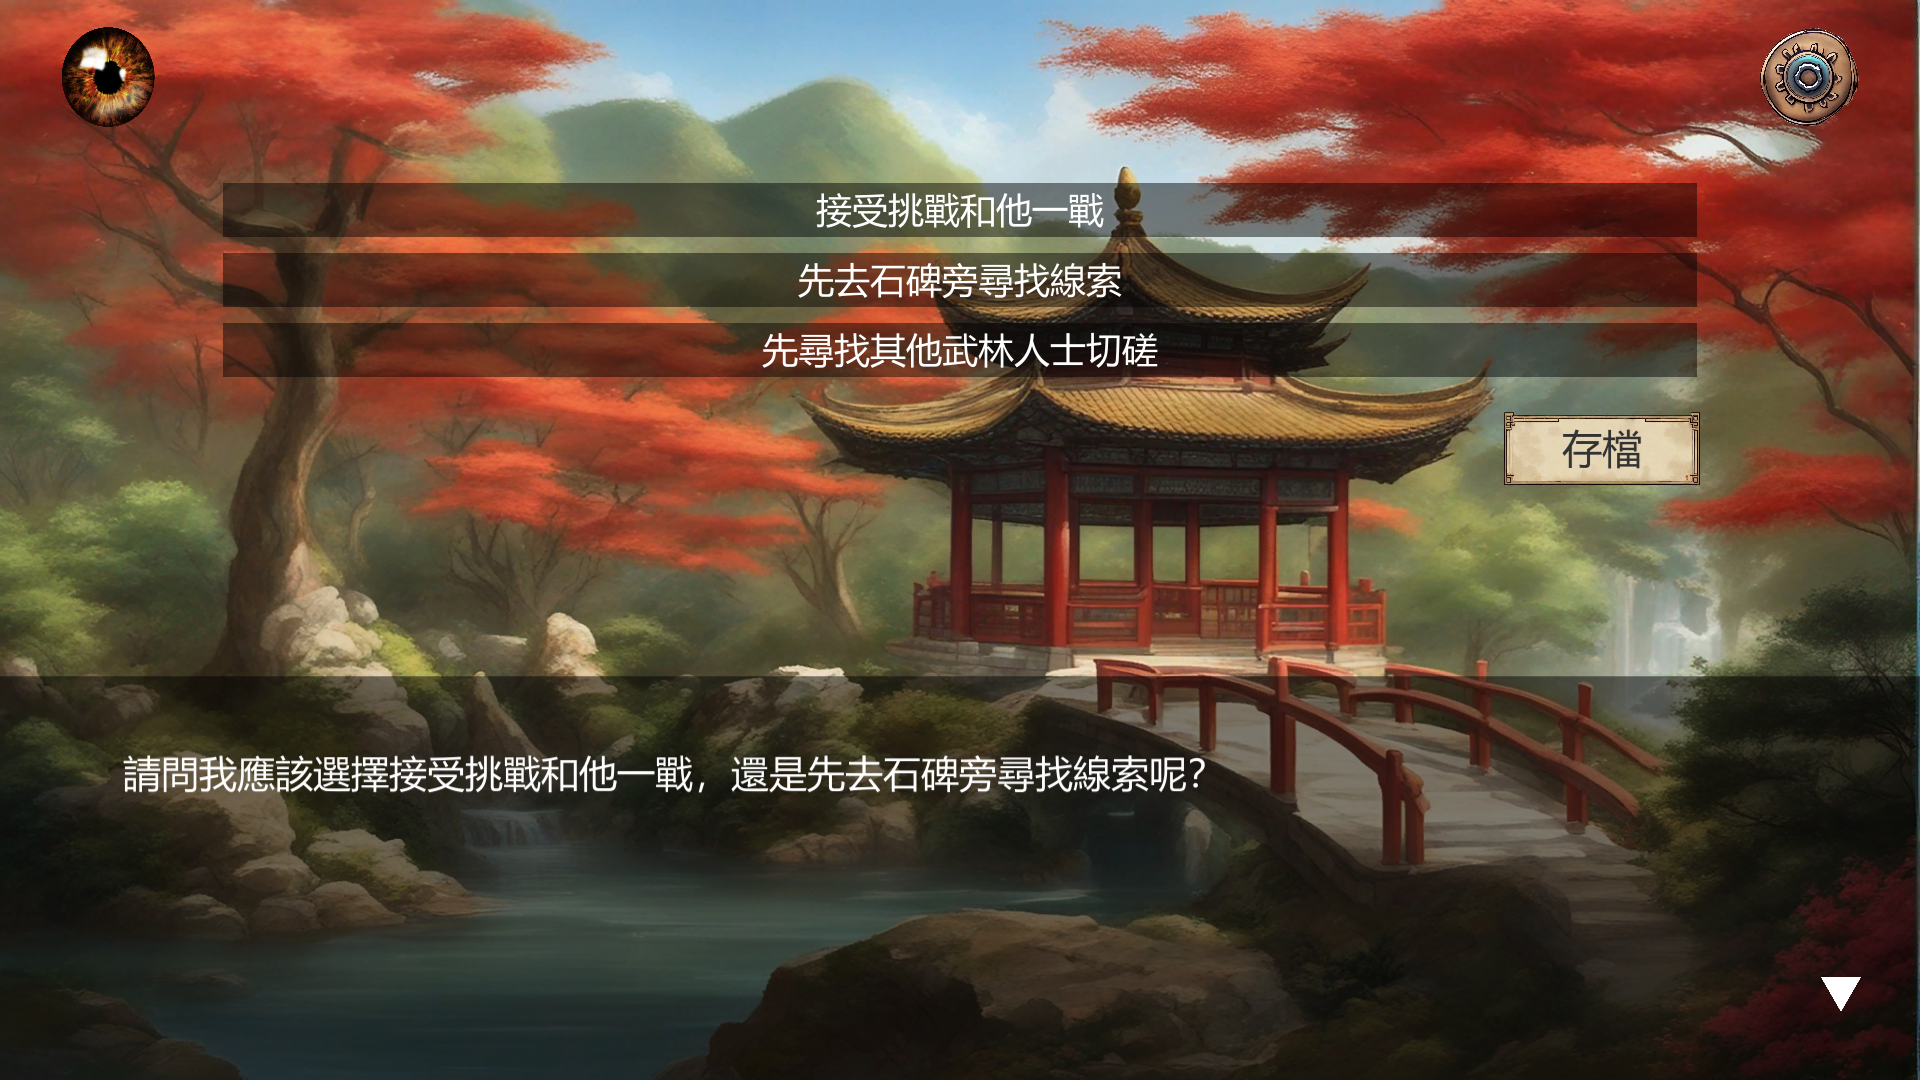 接受挑戰和他一戰
先去石碑旁尋找線索
先尋找其他武林人士切磋
存檔
請問我應該選擇接受挑戰和他一戰，還是先去石碑旁尋找線索呢?